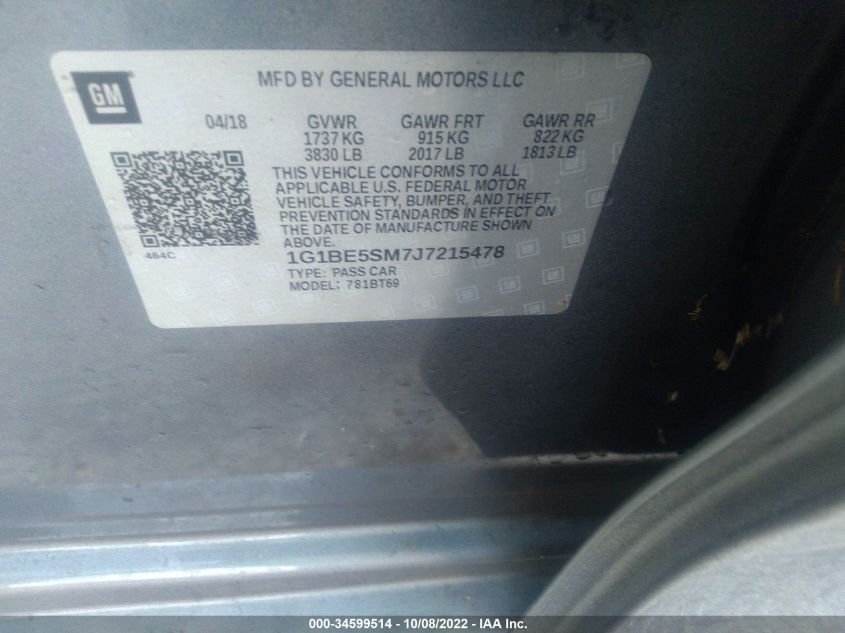 GM
MFD BY GENERAL MOTORS LLC
04/18 GVWR GAWR FRT GAWR RR
1737 KG 915 KG 822 KG
3830 LB 2017 LB 1813 LB
THIS VEHICLE CONFORMS TO ALL
APPLICABLE U.S. FEDERAL MOTOR
VEHICLE SAFETY, BUMPER, AND THEFT
PREVENTION STANDARDS IN EFFECT ON
THE DATE OF MANUFACTURE SHOWN
ABOVE.
464C
1G1BE5SM7J7215478
TYPE: PASS CAR
MODEL: 781BT69
000-34599514 - 10/08/2022 - IAA Inc.